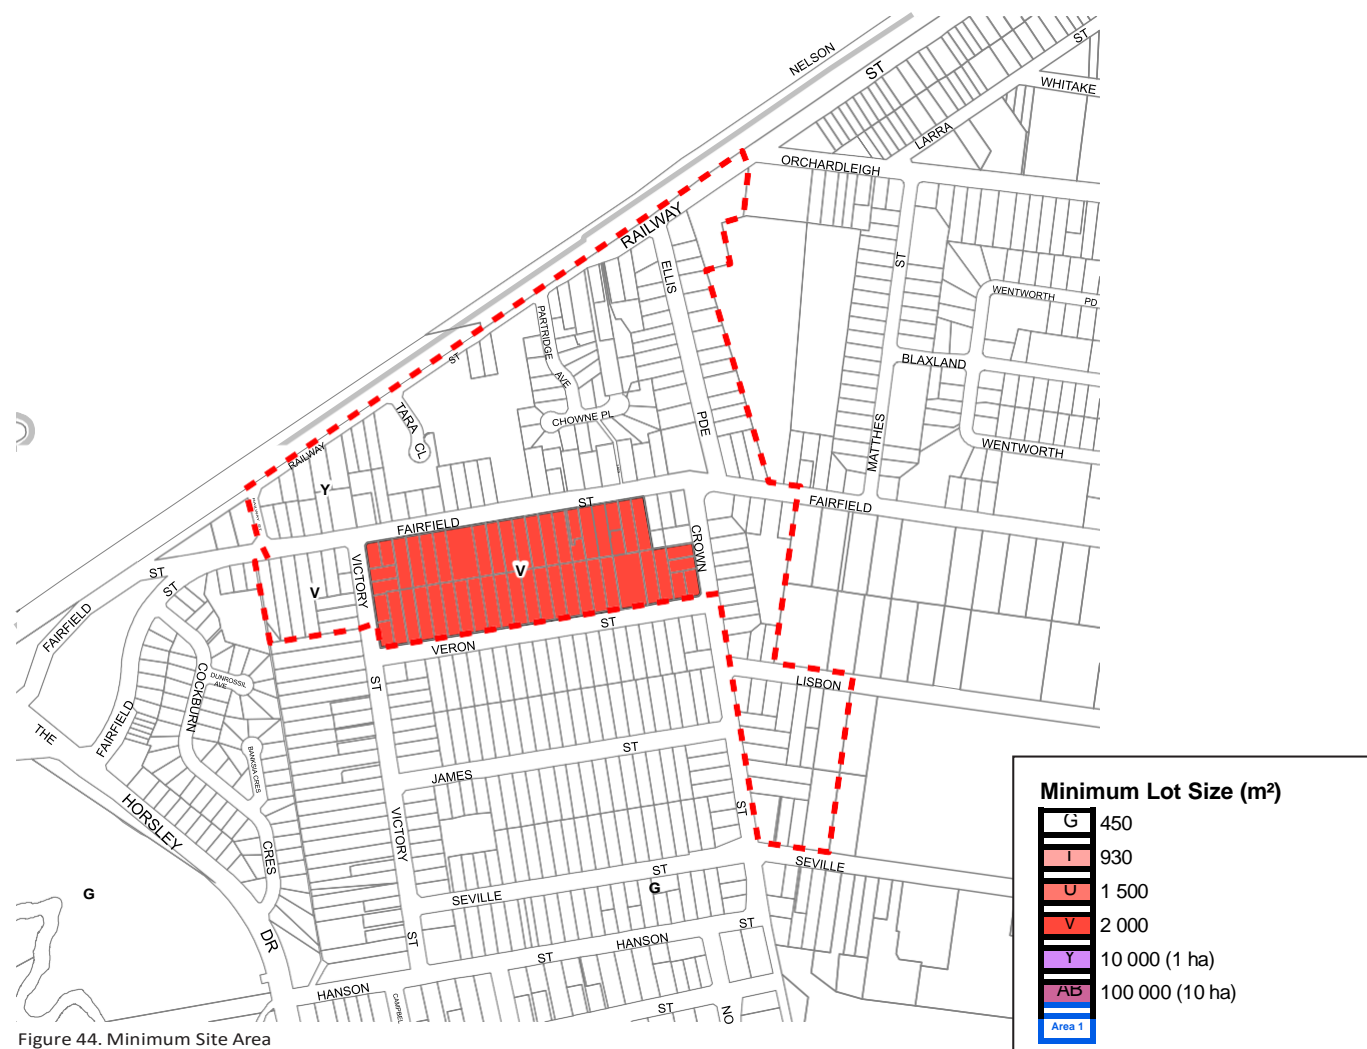 NELSON
ST
ST
WHITAKE
LARRA
ORCHARDLEIGH
RAILWAY
ELLIS
ST
WENTWORTH
PD
PARTRIDGE
AVE
ST
BLAXLAND
TARA
CL
CHOWNE PL
PDE
MATTHES
WENTWORTH
RAILWAY
Y
FAIRFIELD
ST
FAIRFIELD
CROWN
ST
ST
VICTORY
V
V
FAIRFIELD
VERON
ST
LISBON
COCKBURN
DUNROSSIL
AVE
ST
THE
FAIRFIELD
BANKSIA CRES
JAMES
ST
HORSLEY
VICTORY
ST
CRES
SEVILLE
G
SEVILLE
ST
G
DR
ST
HANSON
ST
ST
HANSON
CAMPBEL
ST
NO
Minimum Lot Size (m²)
G 450
I 930
U 1 500
V 2 000
Y 10 000 (1 ha)
AB 100 000 (10 ha)
Area 1
Figure 44. Minimum Site Area